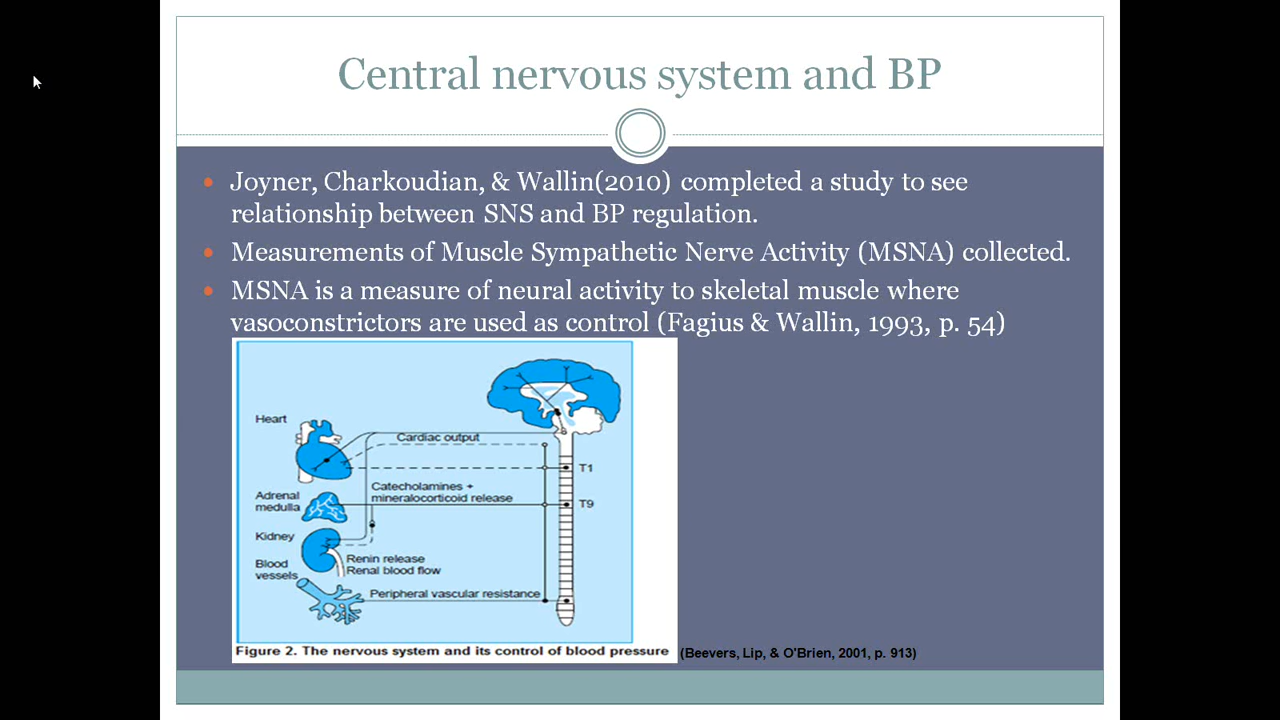 Central nervous system and BP
Joyner, Charkoudian, & Wallin(2010) completed a study to see
relationship between SNS and BP regulation.
Measurements of Muscle Sympathetic Nerve Activity (MSNA) collected.
MSNA is a measure of neural activity to skeletal muscle where
vasoconstrictors are used as control (Fagius & Wallin, 1993, p. 54)
Heart
Cardiac output
T1
Adrenal
medulla
Catecholamines +
mineralocorticoid release
T9
Kidney
Renin release
Renal blood flow
Blood
vessels
Peripheral vascular resistance
Figure 2. The nervous system and its control of blood pressure
(Beevers, Lip, & O'Brien, 2001, p. 913)